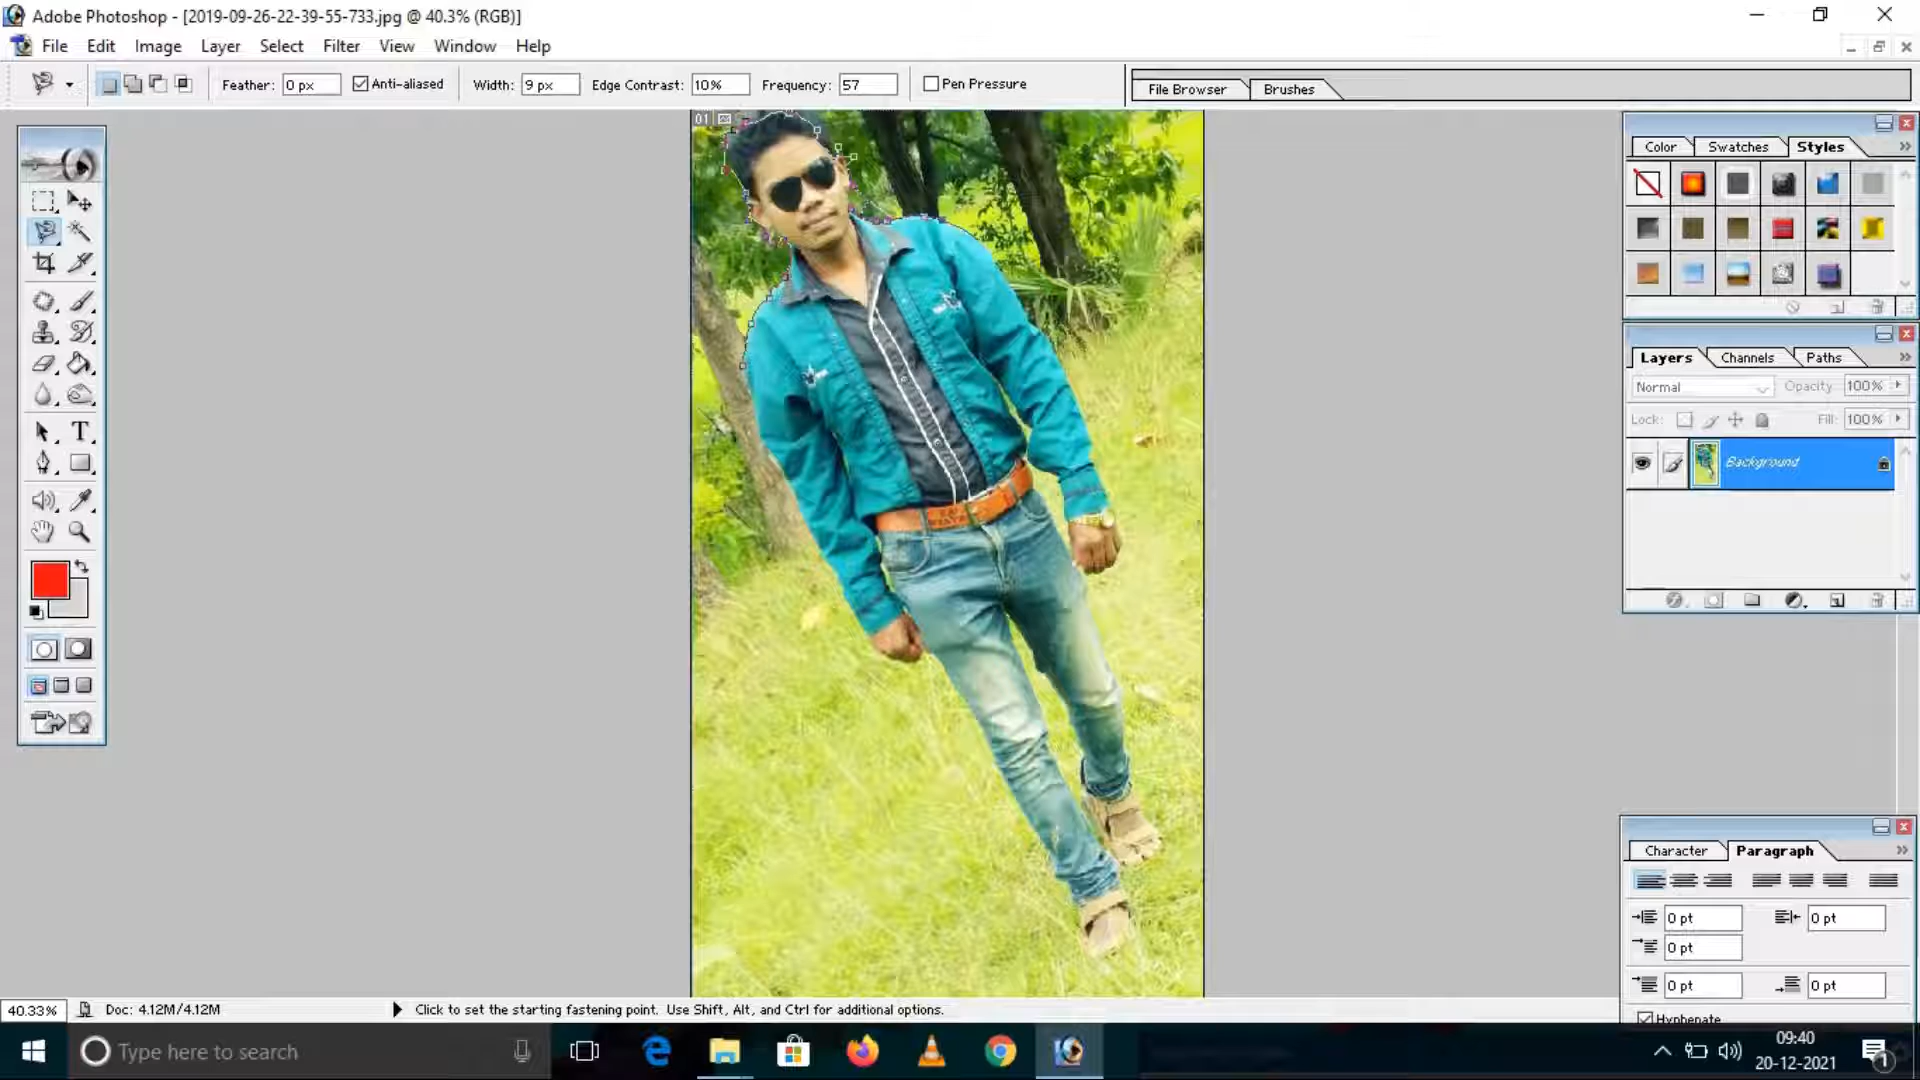 Adobe Photoshop - [2019-09-26-22-39-55-733.jpg @ 40.3% (RGB)]
File Edit Image Layer Select Filter View Window Help
Feather: 0 px Anti-aliased Width: 9 px Edge Contrast: 10% Frequency: 57 Pen Pressure File Browser Brushes
01
Color Swatches Styles
Layers Channels Paths
Normal Opacity: 100%
Lock: Fill: 100%
Background
Character Paragraph
0 pt 0 pt
0 pt
0 pt 0 pt
Hyphenate
40.33% Doc: 4.12M/4.12M Click to set the starting fastening point. Use Shift, Alt, and Ctrl for additional options.
Type here to search
09:40
20-12-2021
1